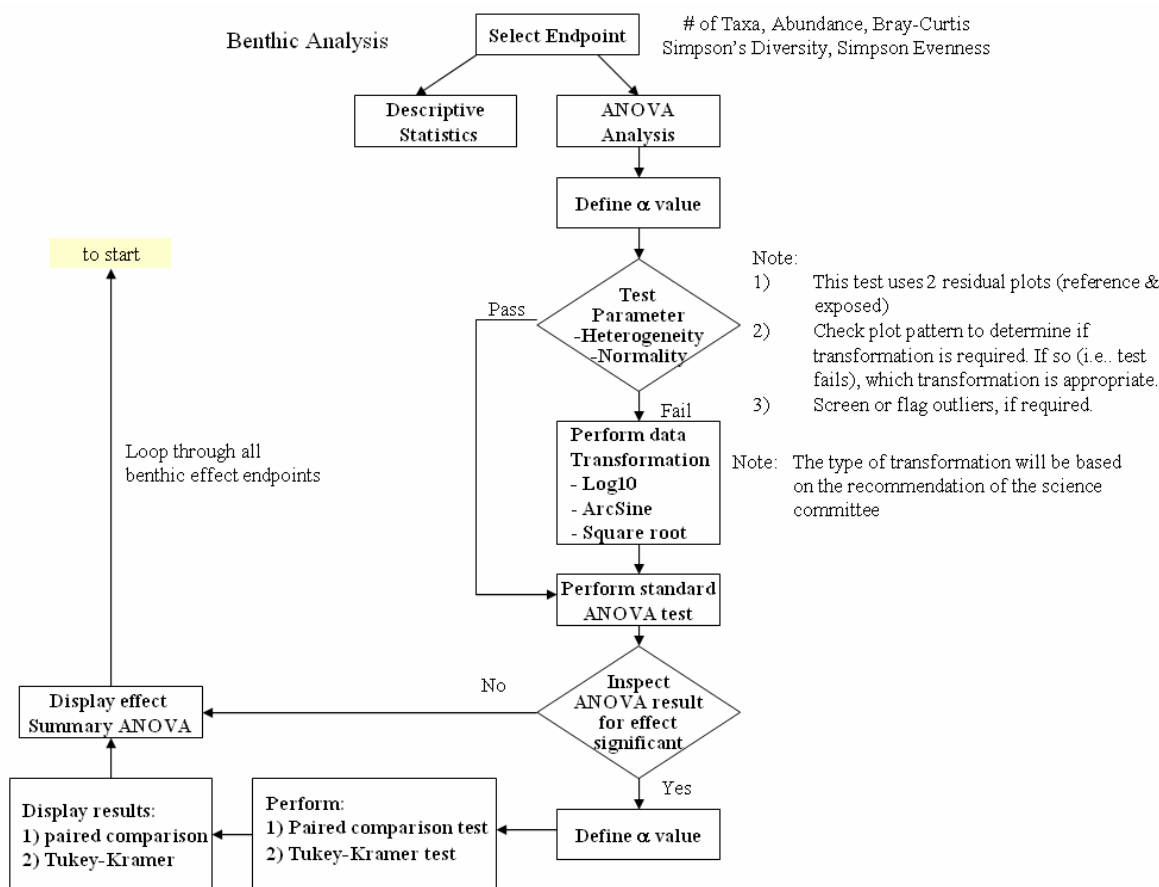 Benthic Analysis
Select Endpoint
# of Taxa, Abundance, Bray-Curtis
Simpson's Diversity, Simpson Evenness
Descriptive
Statistics
ANOVA
Analysis
Define α value
to start
Test
Parameter
-Heterogeneity
-Normality
Pass
Fail
Note:
1) This test uses 2 residual plots (reference &
exposed)
2) Check plot pattern to determine if
transformation is required. If so (i.e.. test
fails), which transformation is appropriate.
3) Screen or flag outliers, if required.
Loop through all
benthic effect endpoints
Perform data
Transformation
- Log10
- ArcSine
- Square root
Note: The type of transformation will be based
on the recommendation of the science
committee
Perform standard
ANOVA test
Inspect
ANOVA result
for effect
significant
No
Yes
Display effect
Summary ANOVA
Display results:
1) paired comparison
2) Tukey-Kramer
Perform:
1) Paired comparison test
2) Tukey-Kramer test
Define α value